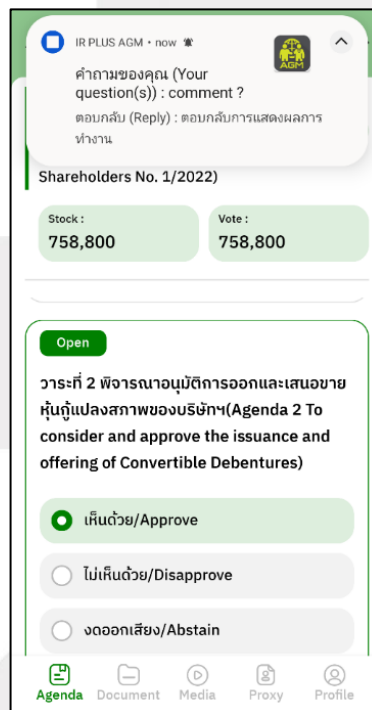 IR PLUS AGM • now
AGM
คำถามของคุณ (Your
question(s)) : comment ?
ตอบกลับ (Reply) : ตอบกลับการแสดงผลการ
ทำงาน
Shareholders No. 1/2022)
Stock :
758,800
Vote :
758,800
Open
วาระที่ 2 พิจารณาอนุมัติการออกและเสนอขาย
หุ้นกู้แปลงสภาพของบริษัทฯ(Agenda 2 To
consider and approve the issuance and
offering of Convertible Debentures)
เห็นด้วย/Approve
ไม่เห็นด้วย/Disapprove
งดออกเสียง/Abstain
Agenda
Document
Media
Proxy
Profile